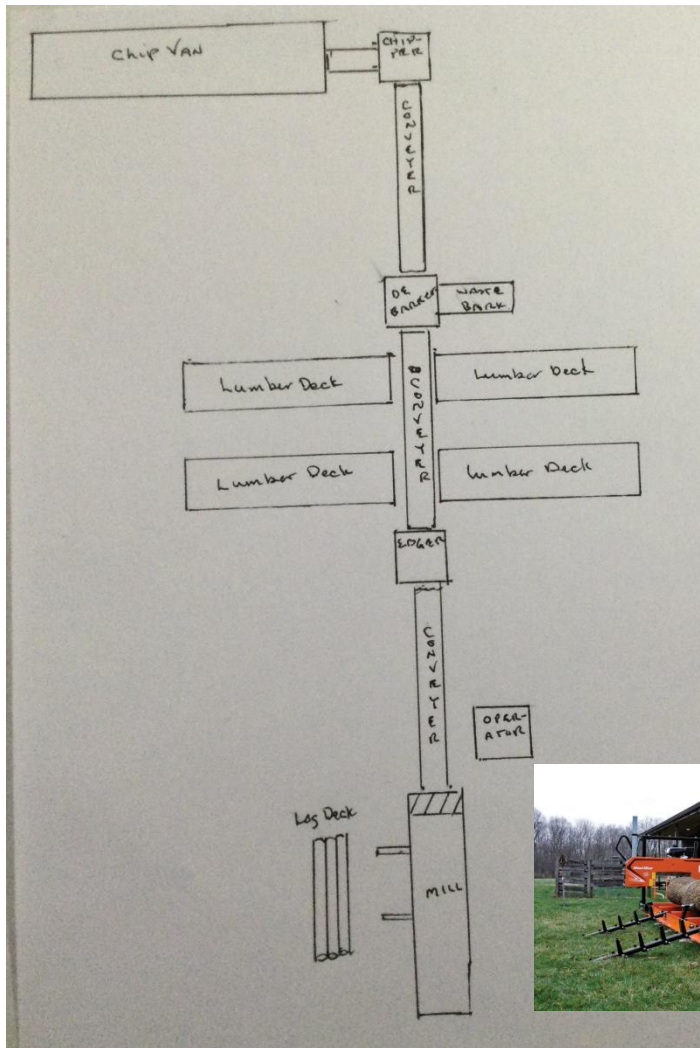 Chip VAN
CHIP-
PER
CONVEYER
DE
BARKER
WASTE
BARK
Lumber Deck
CONVEYER
Lumber Deck
Lumber Deck
Lumber Deck
EDGER
CONVEYER
OPER-
ATOR
Log Deck
MILL